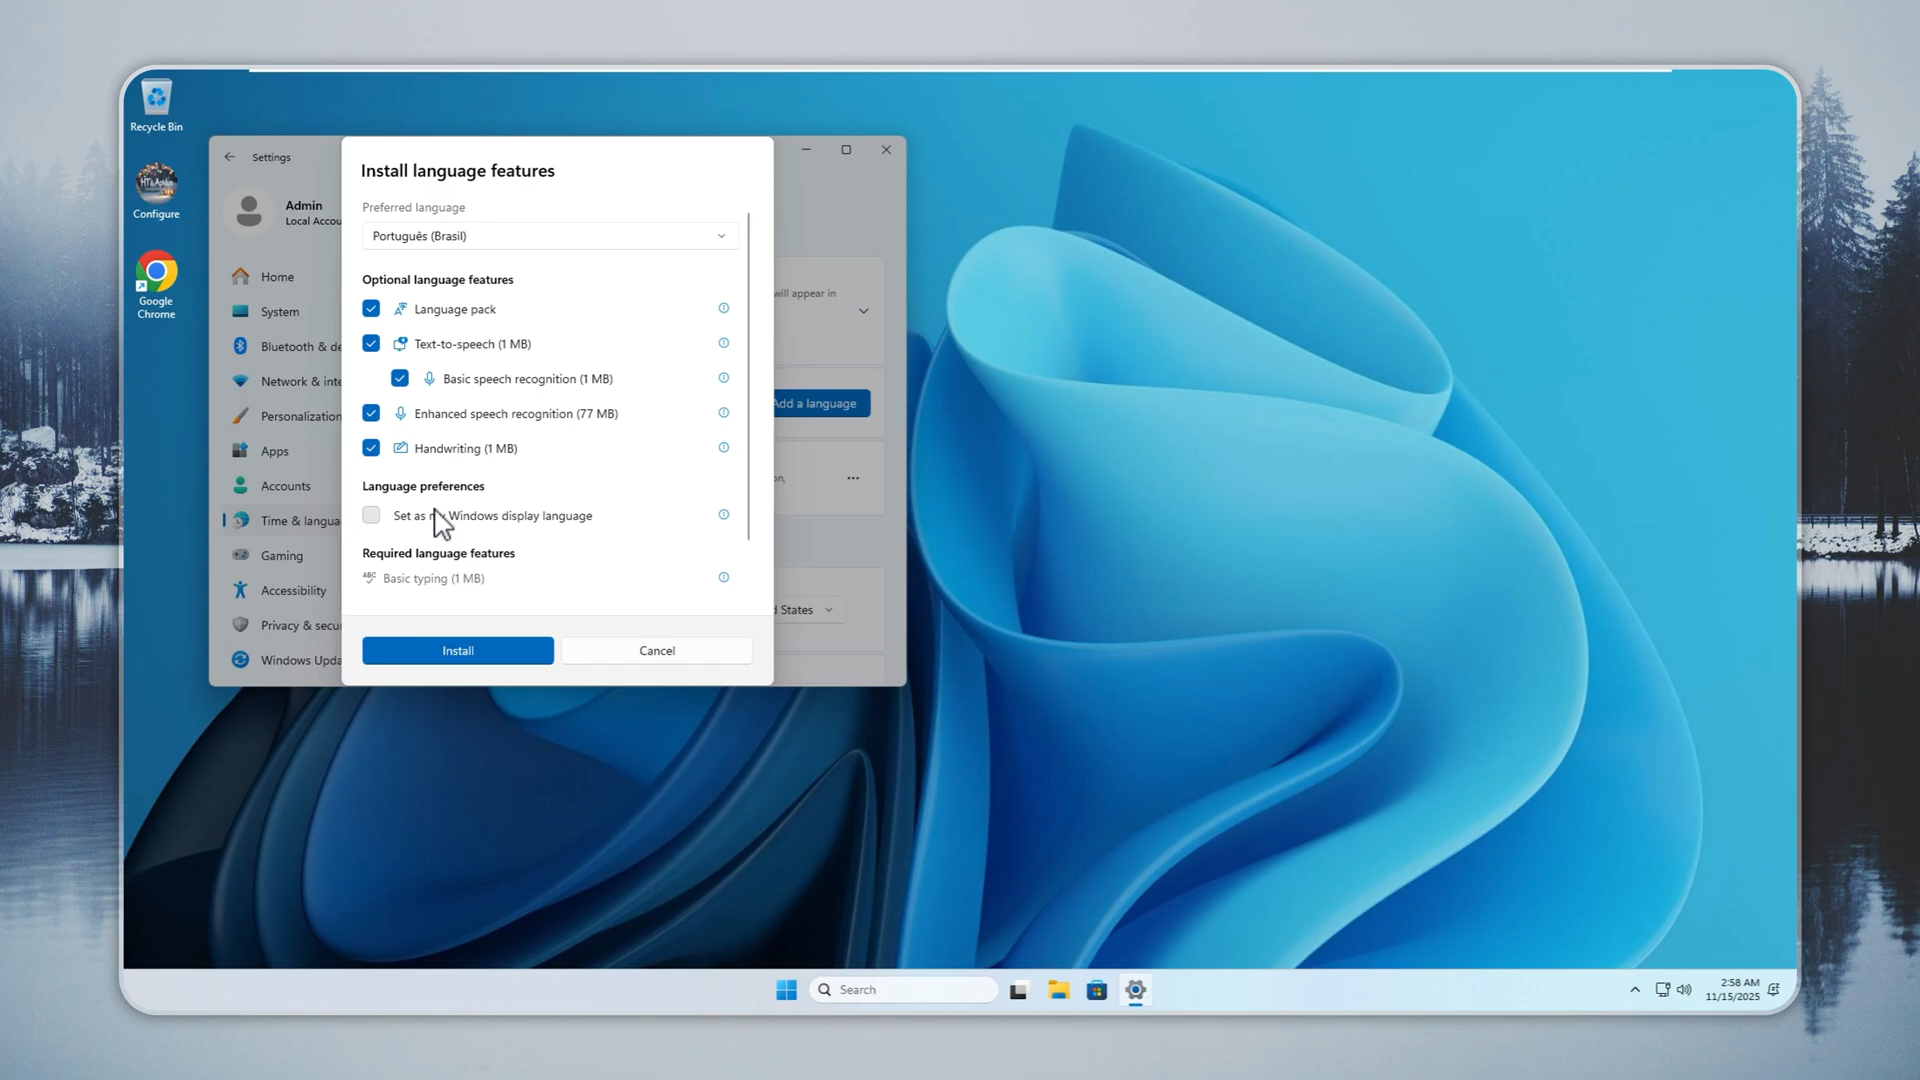 Recycle Bin
Configure
Google
Chrome
Settings
Admin
Local Accou
Home
System
Bluetooth & de
Network & inte
Personalization
Apps
Accounts
Time & langua
Gaming
Accessibility
Privacy & secu
Windows Upda
Install language features
Preferred language
Português (Brasil)
Optional language features
Language pack
Text-to-speech (1 MB)
Basic speech recognition (1 MB)
Enhanced speech recognition (77 MB)
Handwriting (1 MB)
Language preferences
Set as my Windows display language
Required language features
ABC
Basic typing (1 MB)
Install
Cancel
will appear in
Add a language
on,
d States
Search
2:58 AM
11/15/2025